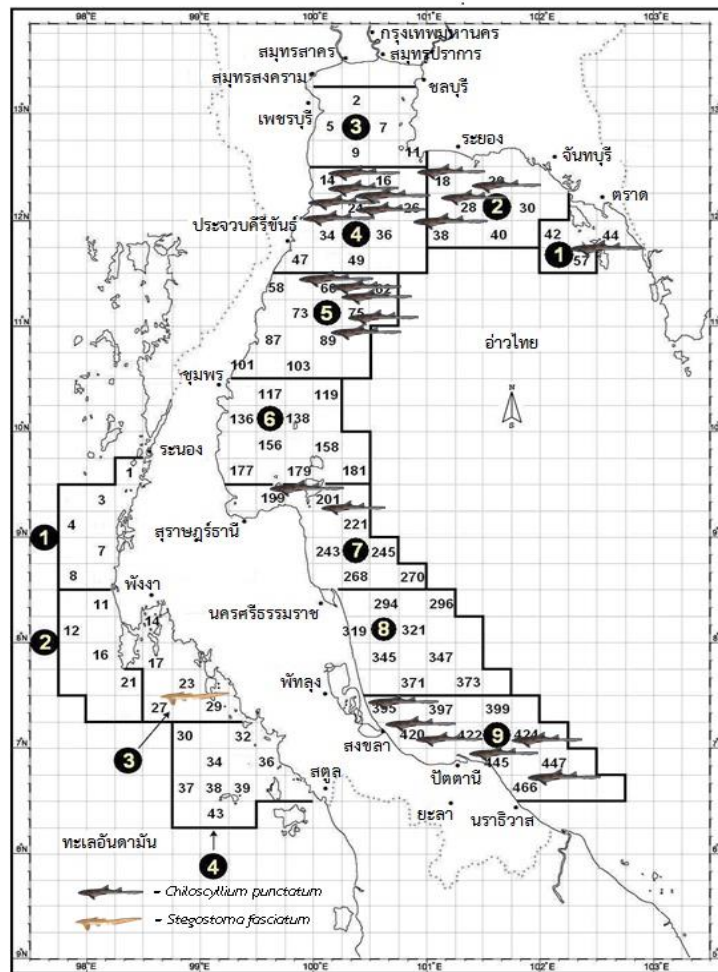 98°E 99°E 100°E 101°E 102°E 103°E
กรุงเทพมหานคร
สมุทรสาคร
สมุทรปราการ
สมุทรสงคราม
ชลบุรี
13°N
เพชรบุรี
2
5 3 7
9 11
ระยอง
จันทบุรี
ตราด
14 16 18
24 26 28 2 30
12°N
ประจวบคีรีขันธ์
34 4 36 38 40 42 44
1
47 49 57
58
73 5 75
อ่าวไทย
11°N
87 89
101 103
ชุมพร
117 119
N
S
136 6 138
10°N
156 158
ระนอง
177 179 181
1
3
199 201
4 1
สุราษฎร์ธานี
221
9°N
7
243 7 245
8
268 270
พังงา
11
นครศรีธรรมราช
294 296
14
12 2
319 8 321
8°N
16 17
345 347
21 23
พัทลุง
371 373
27 29
395 397 399
3
30 32
สงขลา
420 422 9 424
7°N
34 36
สตูล
ปัตตานี
445 447
37 38 39
466
43
ยะลา
นราธิวาส
ทะเลอันดามัน
4
6°N
- Chiloscyllium punctatum
- Stegostoma fasciatum
98°E 99°E 100°E 101°E 102°E 103°E